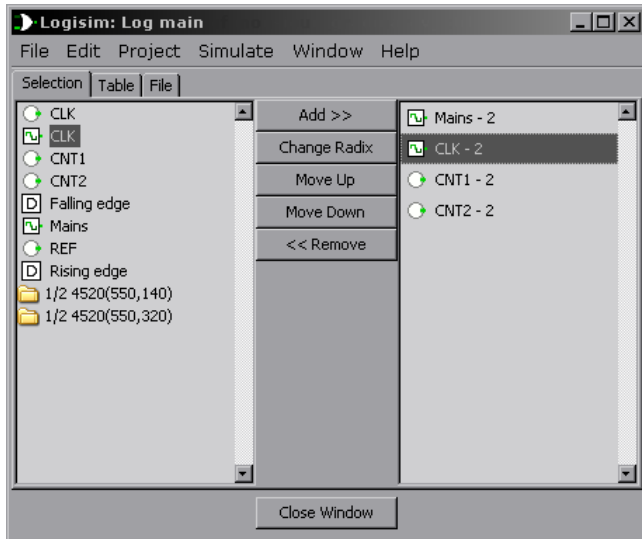 Logisim: Log main
File Edit Project Simulate Window Help
Selection Table File
CLK
CLK
CNT1
CNT2
D Falling edge
Mains
REF
D Rising edge
1/2 4520(550,140)
1/2 4520(550,320)
Add >>
Change Radix
Move Up
Move Down
<< Remove
Mains - 2
CLK - 2
CNT1 - 2
CNT2 - 2
Close Window